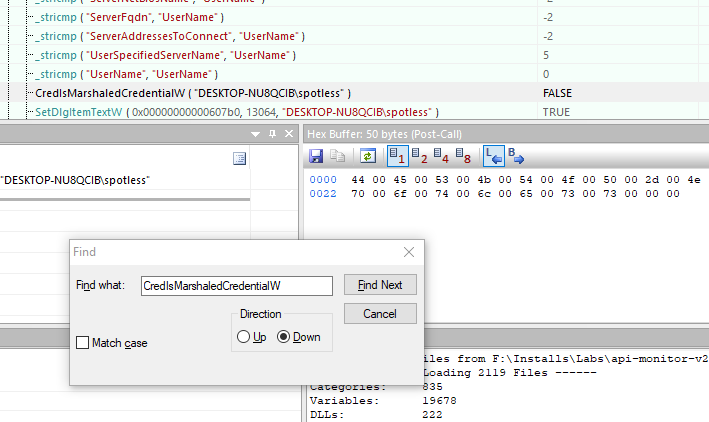 _stricmp ( "ServerFqdn", "UserName" ) -2
_stricmp ( "ServerAddressesToConnect", "UserName" ) -2
_stricmp ( "UserSpecifiedServerName", "UserName" ) 5
_stricmp ( "UserName", "UserName" ) 0
CredIsMarshaledCredentialW ( "DESKTOP-NU8QCIB\spotless" ) FALSE
SetDlgItemTextW ( 0x00000000000607b0, 13064, "DESKTOP-NU8QCIB\spotless" ) TRUE
Hex Buffer: 50 bytes (Post-Call)
1 2 4 8 L B
"DESKTOP-NU8QCIB\spotless"
0000 44 00 45 00 53 00 4b 00 54 00 4f 00 50 00 2d 00 4e
0022 70 00 6f 00 74 00 6c 00 65 00 73 00 73 00 00 00
Find
Find what: CredIsMarshaledCredentialW Find Next
Direction Cancel
Match case Up Down
iles from F:\Installs\Labs\api-monitor-v2
Loading 2119 Files ------
Categories: 835
Variables: 19678
DLLs: 222